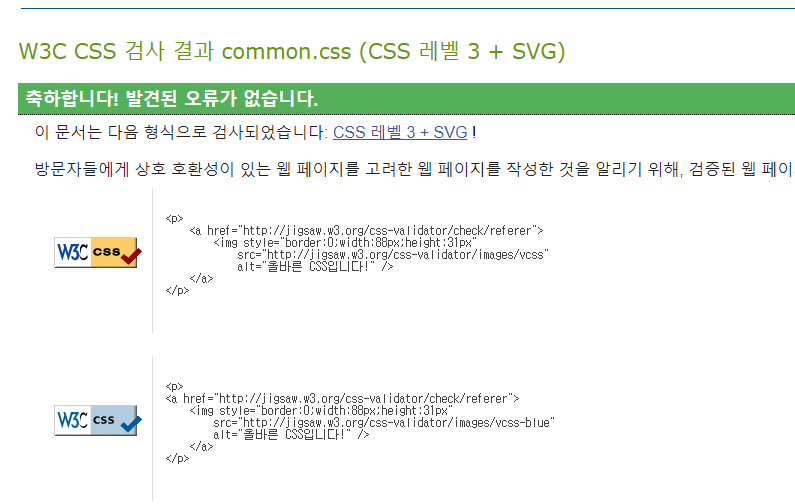 W3C CSS 검사 결과 common.css (CSS 레벨 3 + SVG)
축하합니다! 발견된 오류가 없습니다.
이 문서는 다음 형식으로 검사되었습니다: CSS 레벨 3 + SVG !
방문자들에게 상호 호환성이 있는 웹 페이지를 고려한 웹 페이지를 작성한 것을 알리기 위해, 검증된 웹 페이
W3C css
<p>
<a href="http://jigsaw.w3.org/css-validator/check/referer">
<img style="border:0;width:88px;height:31px"
src="http://jigsaw.w3.org/css-validator/images/vcss"
alt="올바른 CSS입니다!" />
</a>
</p>
W3C css
<p>
<a href="http://jigsaw.w3.org/css-validator/check/referer">
<img style="border:0;width:88px;height:31px"
src="http://jigsaw.w3.org/css-validator/images/vcss-blue"
alt="올바른 CSS입니다!" />
</a>
</p>